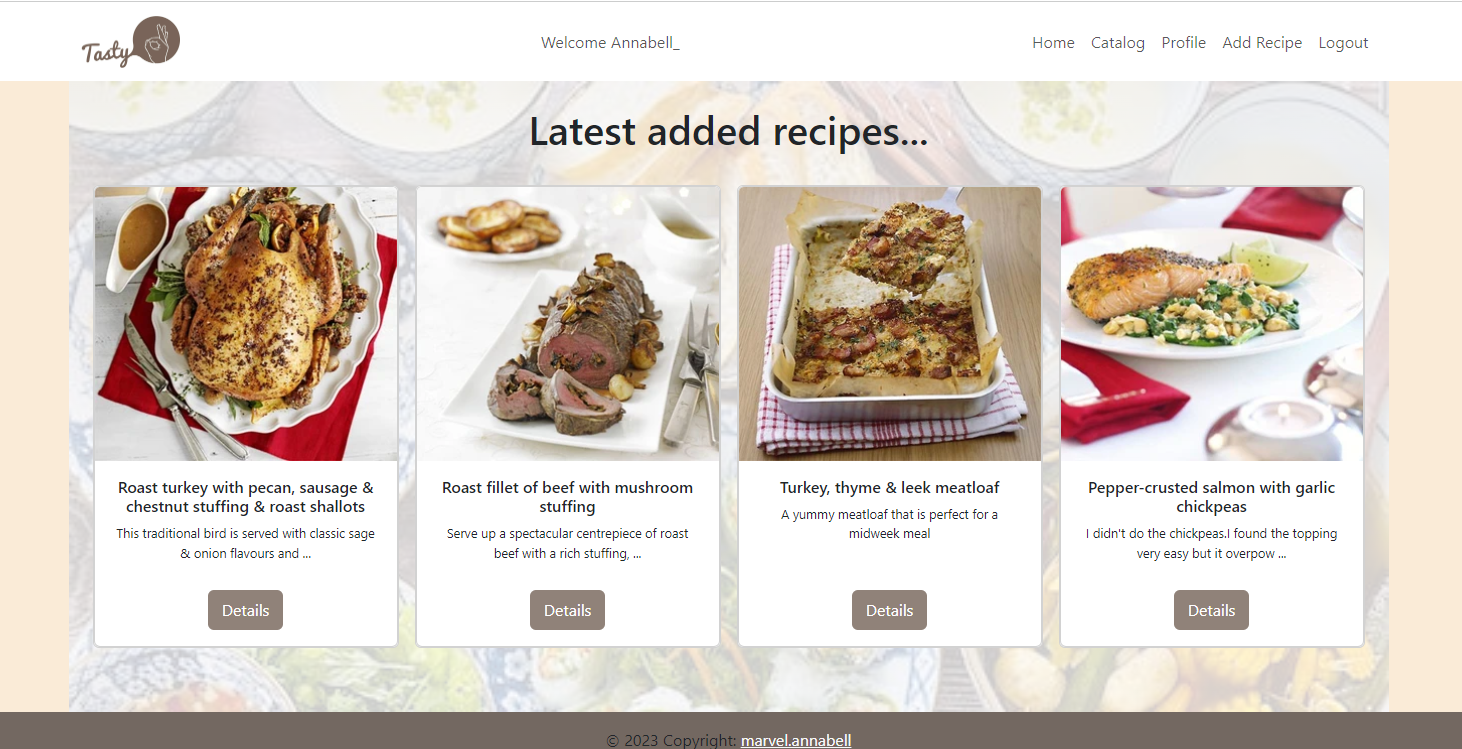 Tasty
Welcome Annabell_
Home Catalog Profile Add Recipe Logout
Latest added recipes...
Roast turkey with pecan, sausage &
chestnut stuffing & roast shallots
This traditional bird is served with classic sage
& onion flavours and ...
Details
Roast fillet of beef with mushroom
stuffing
Serve up a spectacular centrepiece of roast
beef with a rich stuffing, ...
Details
Turkey, thyme & leek meatloaf
A yummy meatloaf that is perfect for a
midweek meal
Details
Pepper-crusted salmon with garlic
chickpeas
I didn't do the chickpeas.I found the topping
very easy but it overpow ...
Details
© 2023 Copyright: marvel.annabell